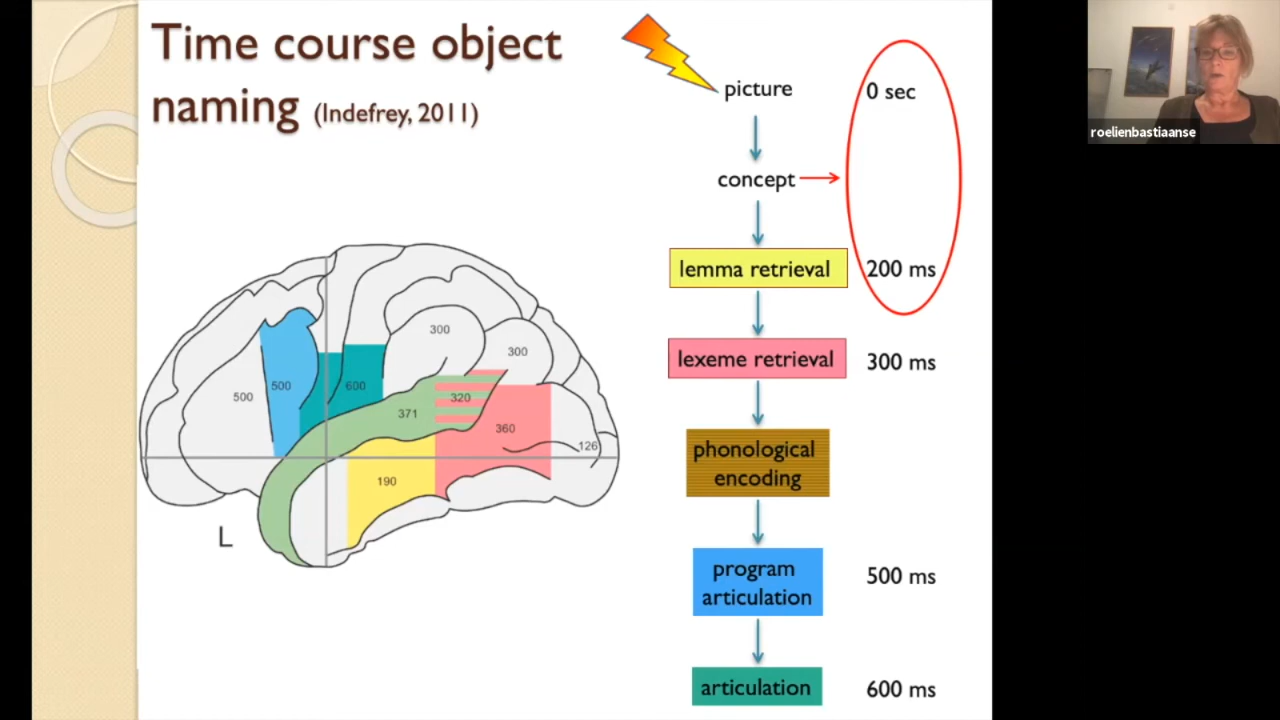 Time course object
naming (Indefrey, 2011)
picture
0 sec
concept
lemma retrieval
200 ms
lexeme retrieval
300 ms
phonological
encoding
program
articulation
500 ms
articulation
600 ms
300
300
500
500
600
320
371
360
126
190
L
roelienbastiaanse